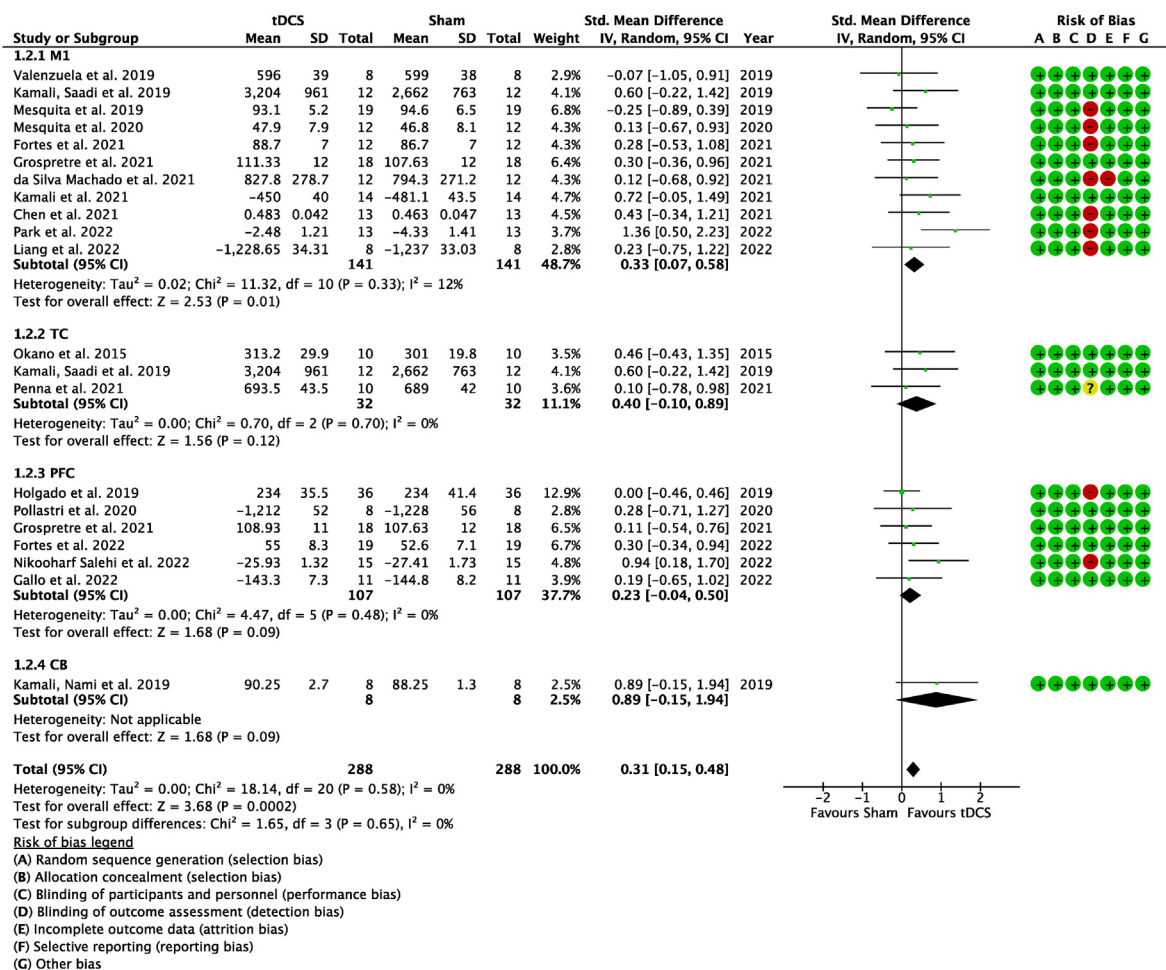 tDCS Sham Std. Mean Difference Std. Mean Difference Risk of Bias
Study or Subgroup Mean SD Total Mean SD Total Weight IV, Random, 95% CI Year IV, Random, 95% CI A B C D E F G
1.2.1 M1
Valenzuela et al. 2019 596 39 8 599 38 8 2.9% −0.07 [−1.05, 0.91] 2019 + + + + + + +
Kamali, Saadi et al. 2019 3,204 961 12 2,662 763 12 4.1% 0.60 [−0.22, 1.42] 2019 + + + + + + +
Mesquita et al. 2019 93.1 5.2 19 94.6 6.5 19 6.8% −0.25 [−0.89, 0.39] 2019 + + + − + + +
Mesquita et al. 2020 47.9 7.9 12 46.8 8.1 12 4.3% 0.13 [−0.67, 0.93] 2020 + + + − + + +
Fortes et al. 2021 88.7 7 12 86.7 7 12 4.2% 0.28 [−0.53, 1.08] 2021 + + + − + + +
Grospretre et al. 2021 111.33 12 18 107.63 12 18 6.4% 0.30 [−0.36, 0.96] 2021 + + + + + + +
da Silva Machado et al. 2021 827.8 278.7 12 794.3 271.2 12 4.3% 0.12 [−0.68, 0.92] 2021 + + + − − + +
Kamali et al. 2021 −450 40 14 −481.1 43.5 14 4.7% 0.72 [−0.05, 1.49] 2021 + + + + + + +
Chen et al. 2021 0.483 0.042 13 0.463 0.047 13 4.6% 0.43 [−0.34, 1.21] 2021 + + + − + + +
Park et al. 2022 −2.48 1.21 13 −4.33 1.41 13 3.7% 1.36 [0.50, 2.23] 2022 + + + − + + +
Liang et al. 2022 −1,228.65 34.31 8 −1,237 33.03 8 2.8% 0.23 [−0.75, 1.22] 2022 + + + − + + +
Subtotal (95% CI) 141 141 48.7% 0.33 [0.07, 0.58]
Heterogeneity: Tau² = 0.02; Chi² = 11.32, df = 10 (P = 0.33); I² = 12%
Test for overall effect: Z = 2.53 (P = 0.01)
1.2.2 TC
Okano et al. 2015 313.2 29.9 10 301 19.8 10 3.5% 0.46 [−0.43, 1.35] 2015 + + + + + + +
Kamali, Saadi et al. 2019 3,204 961 12 2,662 763 12 4.1% 0.60 [−0.22, 1.42] 2019 + + + + + + +
Penna et al. 2021 693.5 43.5 10 689 42 10 3.6% 0.10 [−0.78, 0.98] 2021 + + + ? + + +
Subtotal (95% CI) 32 32 11.1% 0.40 [−0.10, 0.89]
Heterogeneity: Tau² = 0.00; Chi² = 0.70, df = 2 (P = 0.70); I² = 0%
Test for overall effect: Z = 1.56 (P = 0.12)
1.2.3 PFC
Holgado et al. 2019 234 35.5 36 234 41.4 36 12.9% 0.00 [−0.46, 0.46] 2019 + + + − + + +
Pollastri et al. 2020 −1,212 52 8 −1,228 56 8 2.8% 0.28 [−0.71, 1.27] 2020 + + + + + + +
Grospretre et al. 2021 108.93 11 18 107.63 12 18 6.5% 0.11 [−0.54, 0.76] 2021 + + + + + + +
Fortes et al. 2022 55 8.3 19 52.6 7.1 19 6.7% 0.30 [−0.34, 0.94] 2022 + + + + + + +
Nikooharf Salehi et al. 2022 −25.93 1.32 15 −27.41 1.73 15 4.8% 0.94 [0.18, 1.70] 2022 + + + − + + +
Gallo et al. 2022 −143.3 7.3 11 −144.8 8.2 11 3.9% 0.19 [−0.65, 1.02] 2022 + + + + + + +
Subtotal (95% CI) 107 107 37.7% 0.23 [−0.04, 0.50]
Heterogeneity: Tau² = 0.00; Chi² = 4.47, df = 5 (P = 0.48); I² = 0%
Test for overall effect: Z = 1.68 (P = 0.09)
1.2.4 CB
Kamali, Nami et al. 2019 90.25 2.7 8 88.25 1.3 8 2.5% 0.89 [−0.15, 1.94] 2019 + + + + + + +
Subtotal (95% CI) 8 8 2.5% 0.89 [−0.15, 1.94]
Heterogeneity: Not applicable
Test for overall effect: Z = 1.68 (P = 0.09)
Total (95% CI) 288 288 100.0% 0.31 [0.15, 0.48]
Heterogeneity: Tau² = 0.00; Chi² = 18.14, df = 20 (P = 0.58); I² = 0%
Test for overall effect: Z = 3.68 (P = 0.0002)
Test for subgroup differences: Chi² = 1.65, df = 3 (P = 0.65), I² = 0%
−2 −1 0 1 2
Favours Sham Favours tDCS
Risk of bias legend
(A) Random sequence generation (selection bias)
(B) Allocation concealment (selection bias)
(C) Blinding of participants and personnel (performance bias)
(D) Blinding of outcome assessment (detection bias)
(E) Incomplete outcome data (attrition bias)
(F) Selective reporting (reporting bias)
(G) Other bias